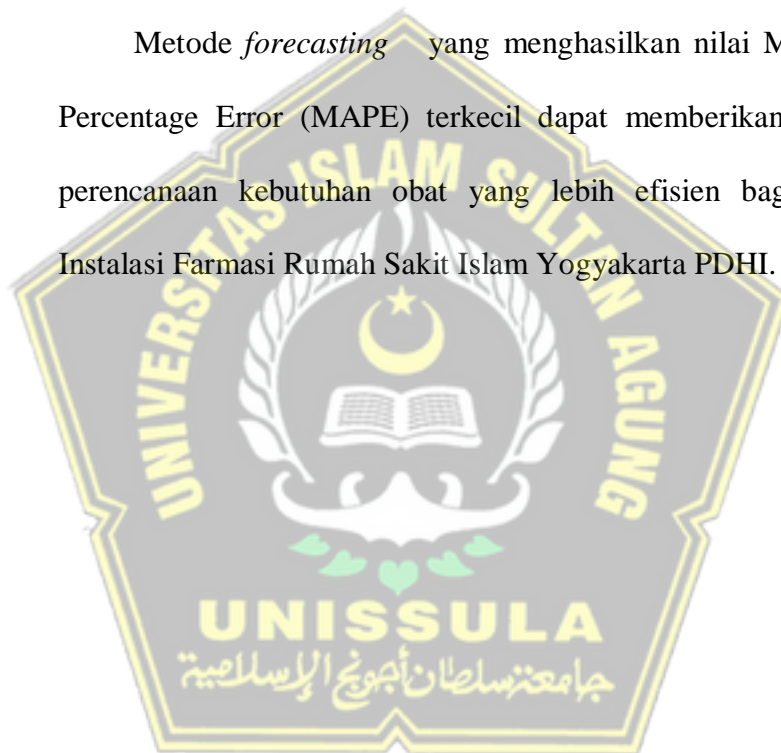 Metode forecasting yang menghasilkan nilai M
Percentage Error (MAPE) terkecil dapat memberikan
perencanaan kebutuhan obat yang lebih efisien bag
Instalasi Farmasi Rumah Sakit Islam Yogyakarta PDHI.
UNIVERSITAS ISLAM SULTAN AGUNG
UNISSULA
جامعة سلطان أجونج الإسلامية